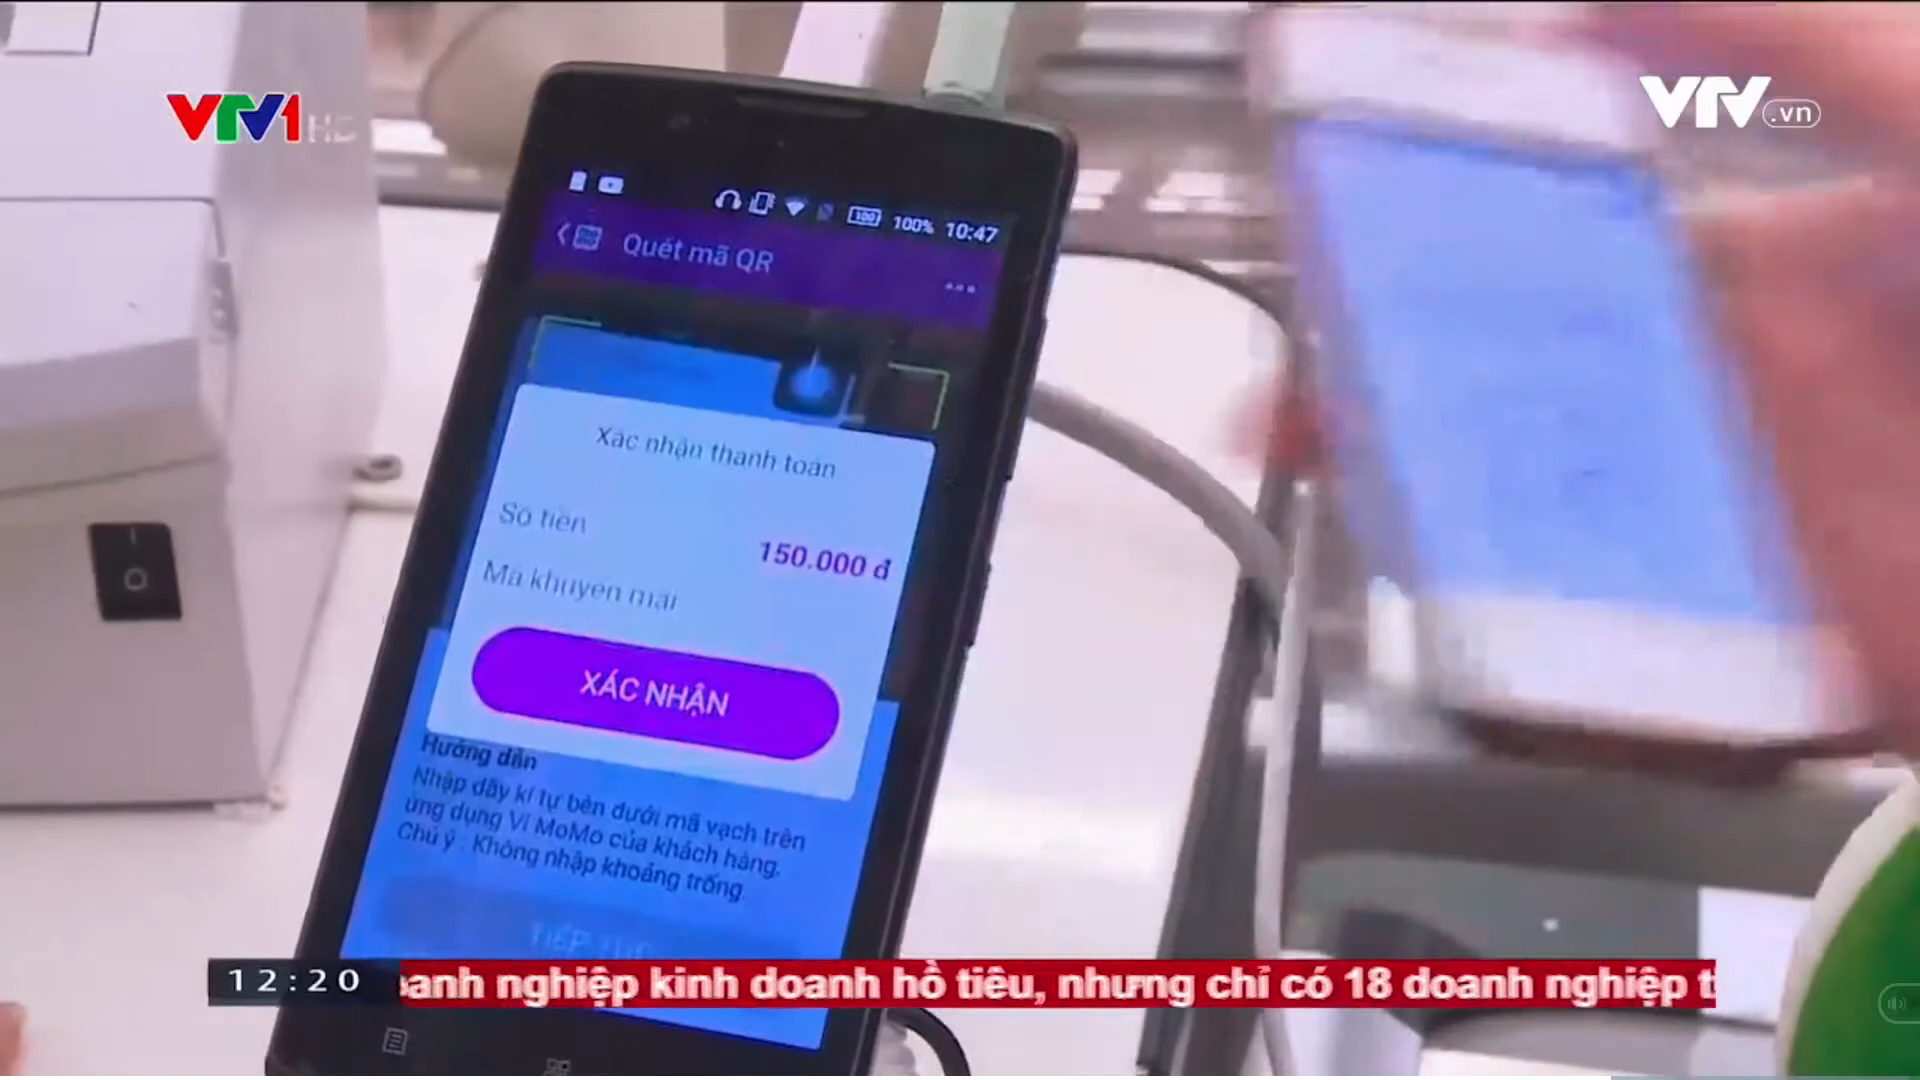 VTV1 HD
VTV.vn
100 100% 10:47
Quét mã QR
Xác nhận thanh toán
Số tiền
150.000 đ
Mã khuyến mãi
XÁC NHẬN
Hướng dẫn
Nhập dãy kí tự bên dưới mã vạch trên
ứng dụng Ví MoMo của khách hàng.
Chú ý : Không nhập khoảng trống
12:20
oanh nghiệp kinh doanh hồ tiêu, nhưng chỉ có 18 doanh nghiệp t